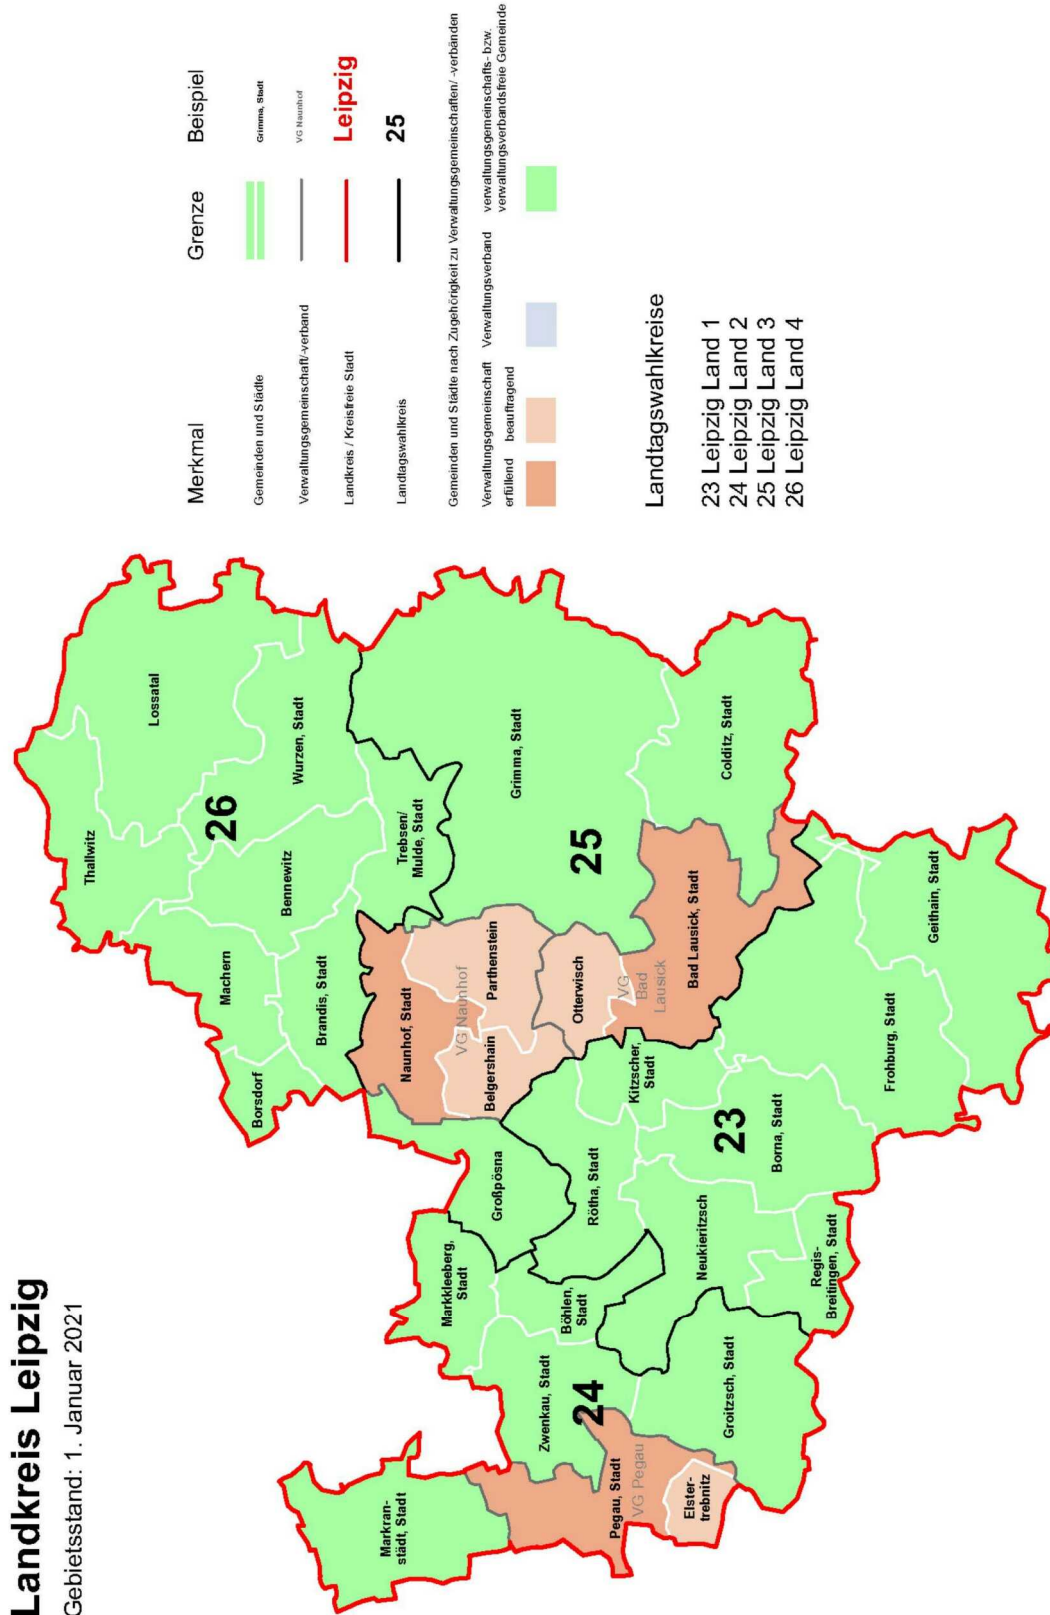 Landkreis Leipzig
Gebietsstand: 1. Januar 2021
Thallwitz
Lossatal
Machern
26
Borsdorf
Bennewitz
Wurzen, Stadt
Brandis, Stadt
Trebsen/
Mulde, Stadt
Markran-
städt, Stadt
Markkleeberg,
Stadt
Großpösna
Naunhof, Stadt
VG Naunhof
Belgershain
Parthenstein
Grimma, Stadt
Zwenkau, Stadt
Böhlen,
Stadt
Rötha, Stadt
Otterwisch
25
24
Pegau, Stadt
VG Pegau
Kitzscher,
Stadt
VG
Bad
Lausick
Bad Lausick, Stadt
Colditz, Stadt
Elster-
trebnitz
Groitzsch, Stadt
Neukieritzsch
23
Borna, Stadt
Regis-
Breitingen, Stadt
Frohburg, Stadt
Geithain, Stadt
Merkmal Grenze Beispiel
Gemeinden und Städte Grimma, Stadt
Verwaltungsgemeinschaft/-verband VG Naunhof
Landkreis / Kreisfreie Stadt Leipzig
Landtagswahlkreis 25
Gemeinden und Städte nach Zugehörigkeit zu Verwaltungsgemeinschaften/ -verbänden
Verwaltungsgemeinschaft Verwaltungsverband verwaltungsgemeinschafts- bzw.
erfüllend beauftragend verwaltungsverbandsfreie Gemeinde
Landtagswahlkreise
23 Leipzig Land 1
24 Leipzig Land 2
25 Leipzig Land 3
26 Leipzig Land 4